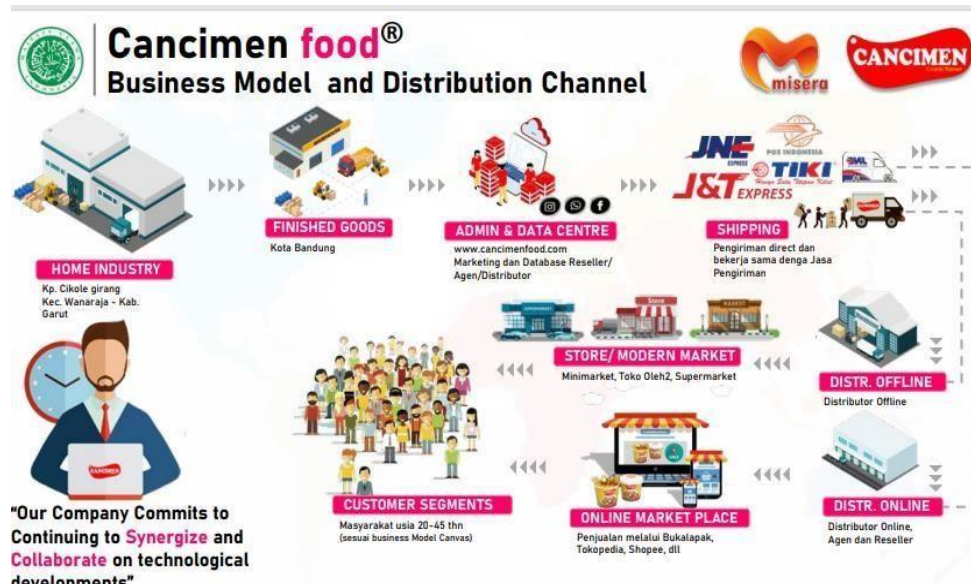 Cancimen food®
Business Model and Distribution Channel
misera
CANCIMEN
HOME INDUSTRY
Kp. Cikole girang
Kec. Wanaraja - Kab.
Garut
FINISHED GOODS
Kota Bandung
ADMIN & DATA CENTRE
www.cancimenfood.com
Marketing dan Database Reseller/
Agen/Distributor
JNE
EXPRESS
POS INDONESIA
TIKI
J&T EXPRESS
SHIPPING
Pengiriman direct dan
bekerja sama denga Jasa
Pengiriman
SUPERMARKET
Store
MARKET
STORE/ MODERN MARKET
Minimarket, Toko Oleh2, Supermarket
DISTR. OFFLINE
Distributor Offline
CUSTOMER SEGMENTS
Masyarakat usia 20-45 thn
(sesuai business Model Canvas)
ONLINE MARKET PLACE
Penjualan melalui Bukalapak,
Tokopedia, Shopee, dll
DISTR. ONLINE
Distributor Online,
Agen dan Reseller
CANCIMEN
"Our Company Commits to
Continuing to Synergize and
Collaborate on technological
developments"